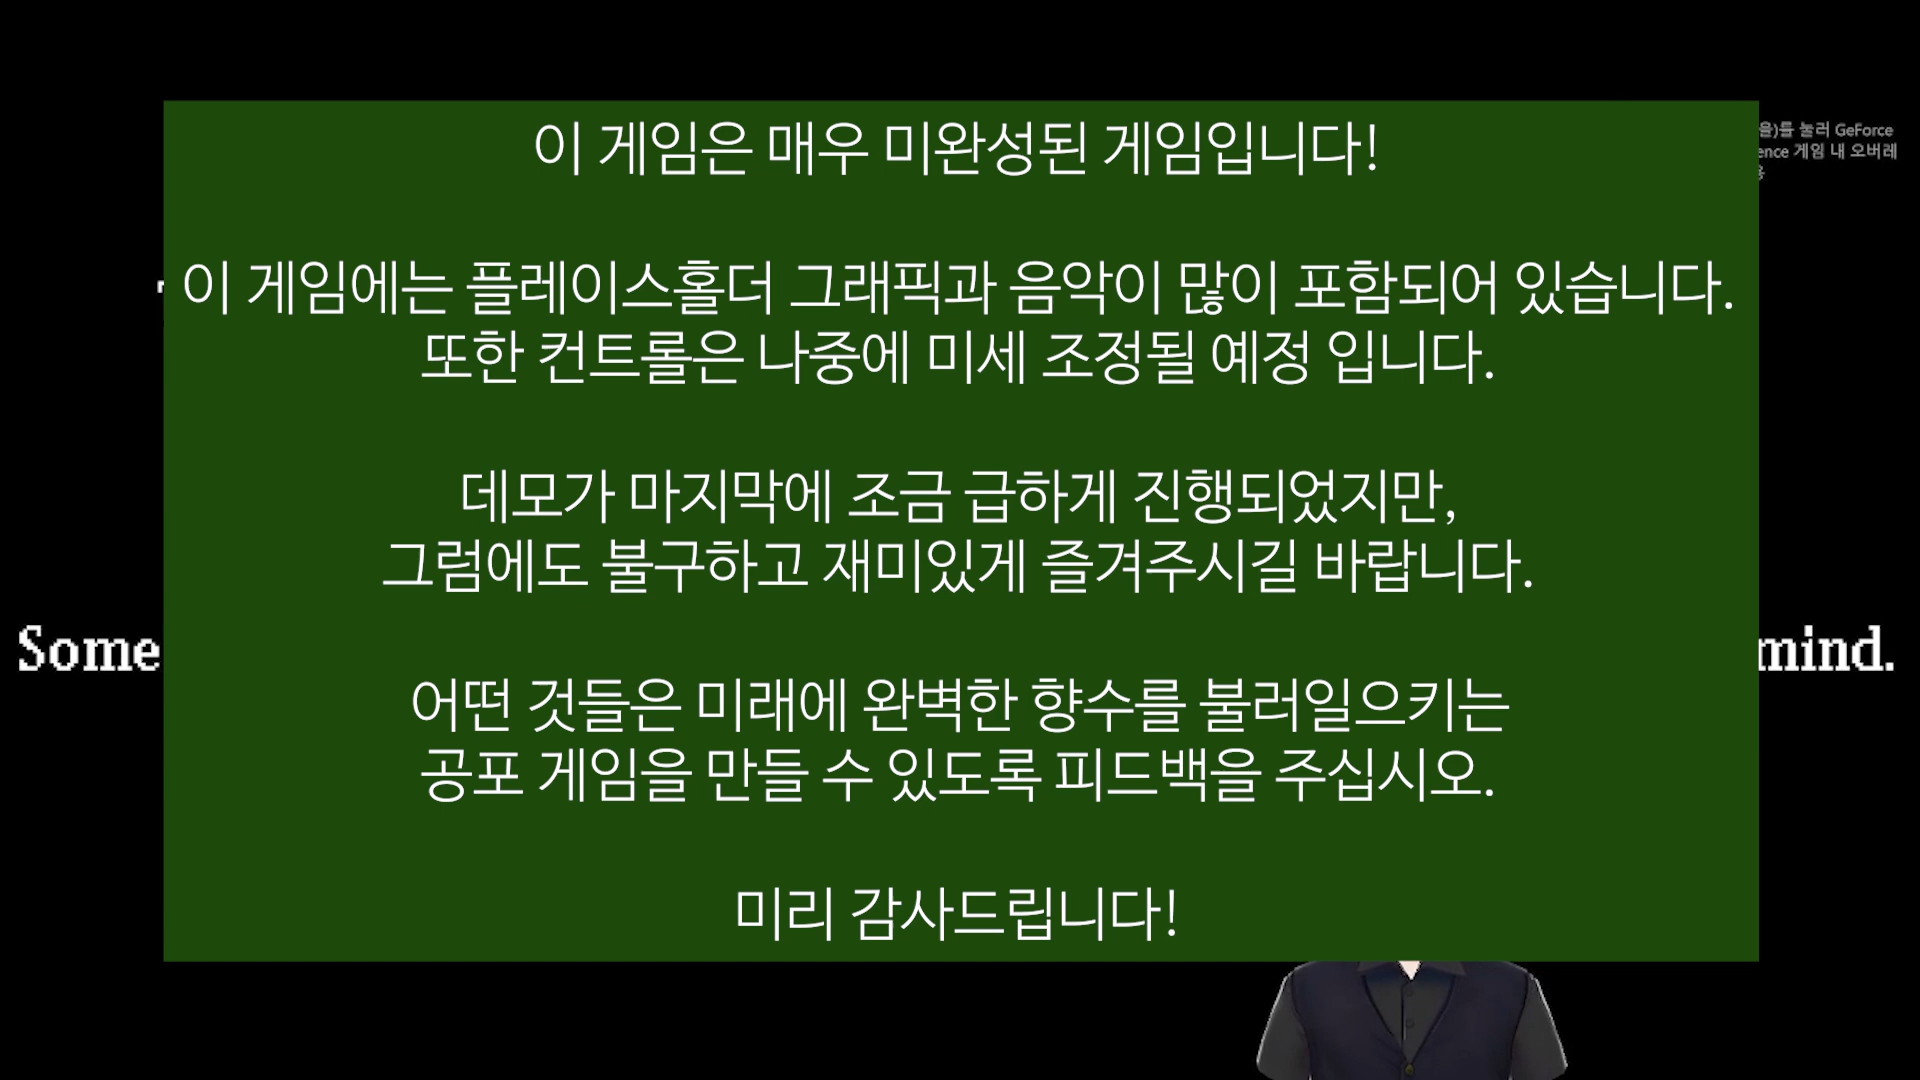 이 게임은 매우 미완성된 게임입니다!
을)를 눌러 GeForce
ence 게임 내 오버레
이 게임에는 플레이스홀더 그래픽과 음악이 많이 포함되어 있습니다.
또한 컨트롤은 나중에 미세 조정될 예정 입니다.
데모가 마지막에 조금 급하게 진행되었지만,
그럼에도 불구하고 재미있게 즐겨주시길 바랍니다.
Some mind.
어떤 것들은 미래에 완벽한 향수를 불러일으키는
공포 게임을 만들 수 있도록 피드백을 주십시오.
미리 감사드립니다!